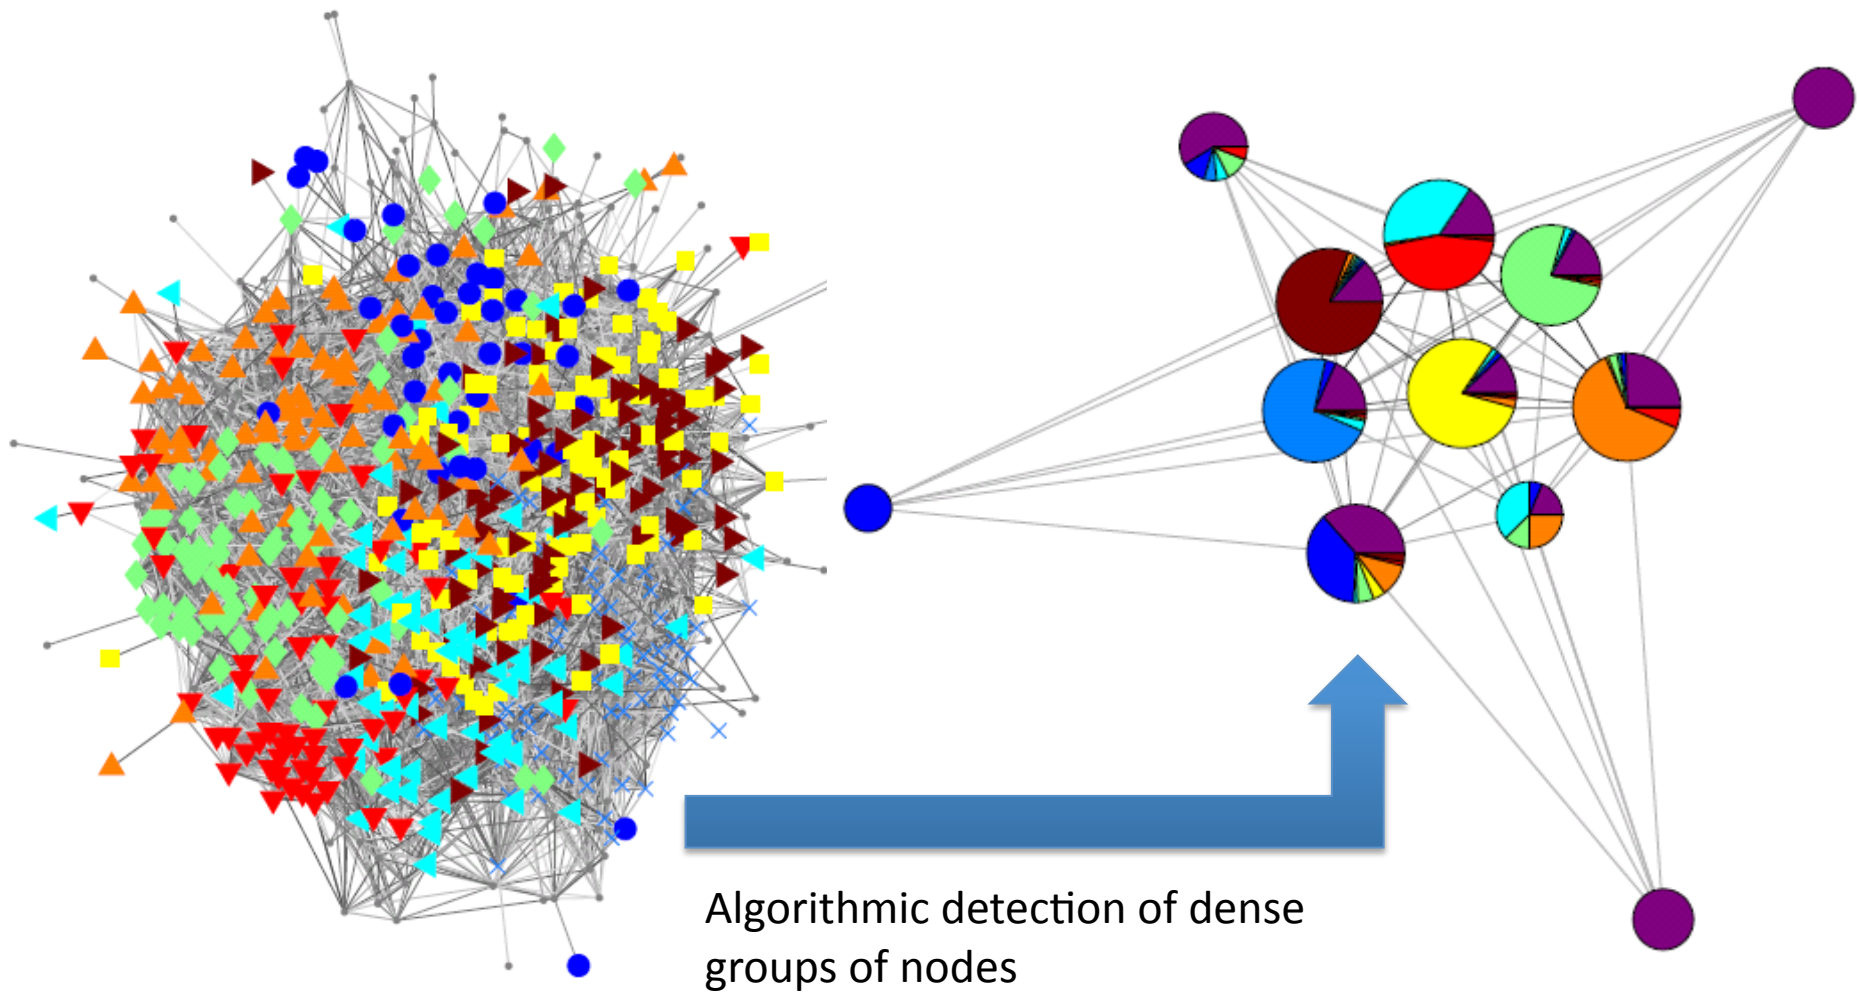 Algorithmic detection of dense
groups of nodes